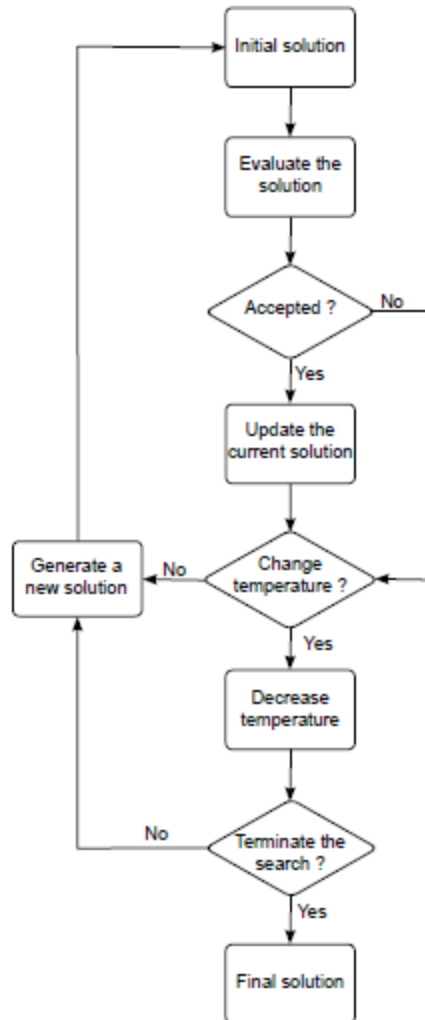 Initial solution
Evaluate the
solution
Accepted ?
No
Yes
Update the
current solution
Generate a
new solution
No
Change
temperature ?
Yes
Decrease
temperature
No
Terminate the
search ?
Yes
Final solution